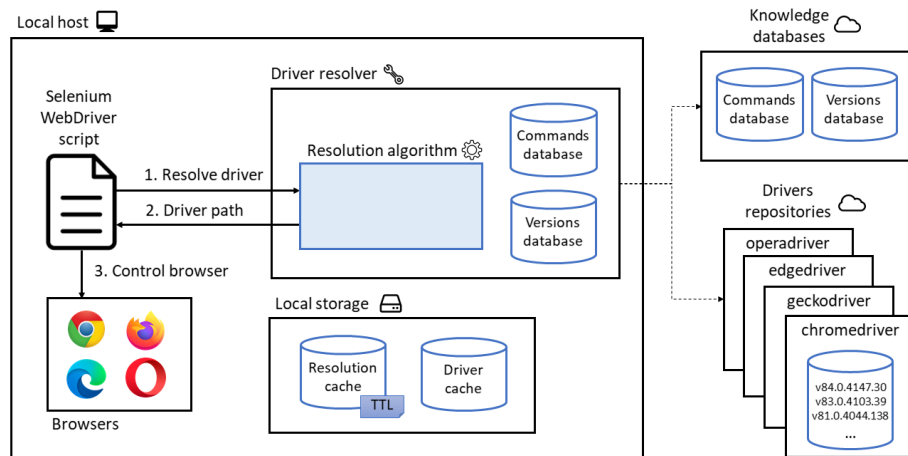 Local host
Selenium
WebDriver
script
1. Resolve driver
2. Driver path
3. Control browser
Browsers
Driver resolver
Resolution algorithm
Commands
database
Versions
database
Local storage
Resolution
cache
TTL
Driver
cache
Knowledge
databases
Commands
database
Versions
database
Drivers
repositories
operadriver
edgedriver
geckodriver
chromedriver
v84.0.4147.30
v83.0.4103.39
v81.0.4044.138
...